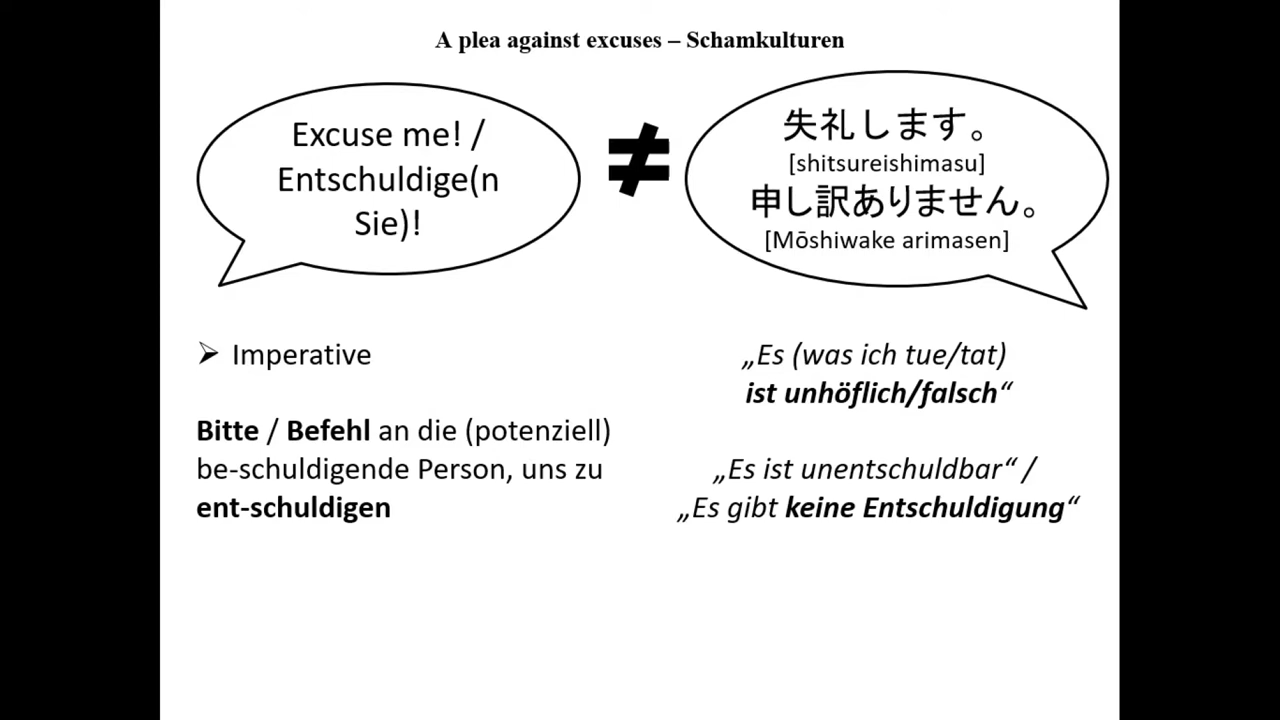 A plea against excuses – Schamkulturen
Excuse me! /
Entschuldige(n
Sie)!
≠
失礼します。
[shitsureishimasu]
申し訳ありません。
[Mōshiwake arimasen]
➢ Imperative
Bitte / Befehl an die (potenziell)
be-schuldigende Person, uns zu
ent-schuldigen
„Es (was ich tue/tat)
ist unhöflich/falsch“
„Es ist unentschuldbar“ /
„Es gibt keine Entschuldigung“